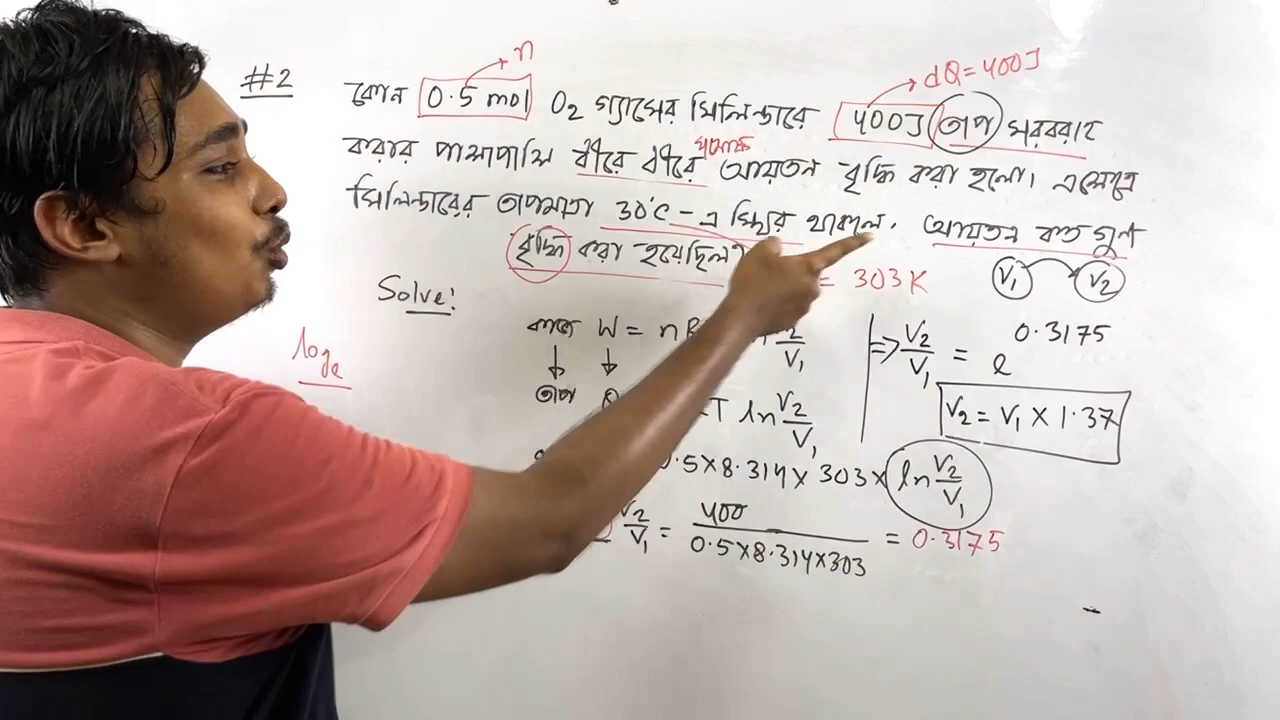 #2
কোন 0.5 mol O₂ গ্যাসের সিলিন্ডারে 400J তাপ সরবরাহ
n
dQ = 400J
করার পাশাপাশি ধীরে ধীরে আয়তন বৃদ্ধি করা হলো। এক্ষেত্রে
সিলিন্ডারের তাপমাত্রা 30°C - এ স্থির থাকলে, আয়তন কত গুণ
বৃদ্ধি করা হয়েছিল?
= 303K
V₁ V₂
Solve:
logₑ
কাজ W = n
V₁
তাপ
T ln V₂/V₁
0.5×8.314×303× ln V₂/V₁
V₂/V₁ = 400/0.5×8.314×303 = 0.3175
⇒ V₂/V₁ = e^0.3175
V₂ = V₁ × 1.37